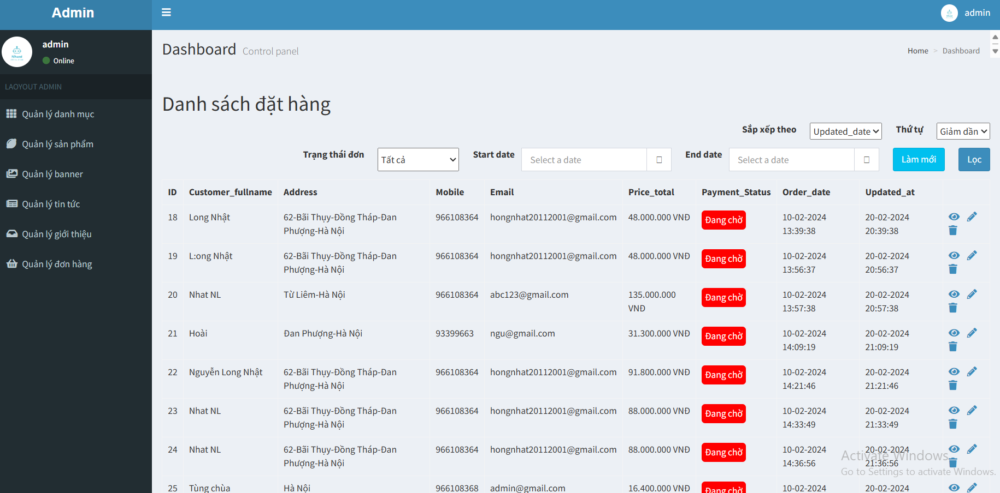 Admin
admin
admin
Online
LAOYOUT ADMIN
Quản lý danh mục
Quản lý sản phẩm
Quản lý banner
Quản lý tin tức
Quản lý giới thiệu
Quản lý đơn hàng
Dashboard Control panel
Home > Dashboard
Danh sách đặt hàng
Sắp xếp theo Updated_date Thứ tự Giảm dần
Trạng thái đơn Tất cả Start date Select a date End date Select a date Làm mới Lọc
ID Customer_fullname Address Mobile Email Price_total Payment_Status Order_date Updated_at
18 Long Nhật 62-Bãi Thụy-Đồng Tháp-Đan 966108364 hongnhat20112001@gmail.com 48.000.000 VNĐ Đang chờ 10-02-2024 20-02-2024
Phượng-Hà Nội 13:39:38 20:39:38
19 L:ong Nhật 62-Bãi Thụy-Đồng Tháp-Đan 966108364 hongnhat20112001@gmail.com 48.000.000 VNĐ Đang chờ 10-02-2024 20-02-2024
Phượng-Hà Nội 13:56:37 20:56:37
20 Nhat NL Từ Liêm-Hà Nội 966108364 abc123@gmail.com 135.000.000 Đang chờ 10-02-2024 20-02-2024
VNĐ 13:57:38 20:57:38
21 Hoài Đan Phượng-Hà Nội 93399663 ngu@gmail.com 31.300.000 VNĐ Đang chờ 10-02-2024 20-02-2024
14:09:19 21:09:19
22 Nguyễn Long Nhật 62-Bãi Thụy-Đồng Tháp-Đan 966108364 hongnhat20112001@gmail.com 91.800.000 VNĐ Đang chờ 10-02-2024 20-02-2024
Phượng-Hà Nội 14:21:46 21:21:46
23 Nhat NL 62-Bãi Thụy-Đồng Tháp-Đan 966108364 hongnhat20112001@gmail.com 88.000.000 VNĐ Đang chờ 10-02-2024 20-02-2024
Phượng-Hà Nội 14:33:49 21:33:49
24 Nhat NL 62-Bãi Thụy-Đồng Tháp-Đan 966108364 hongnhat20112001@gmail.com 88.000.000 VNĐ Đang chờ 10-02-2024 20-02-2024
Phượng-Hà Nội 14:36:56 21:36:56
25 Tùng chùa Hà Nội 966108368 admin@gmail.com 16.400.000 VNĐ Đang chờ 10-02-2024 20-02-2024
Activate Windows
Go to Settings to activate Windows.